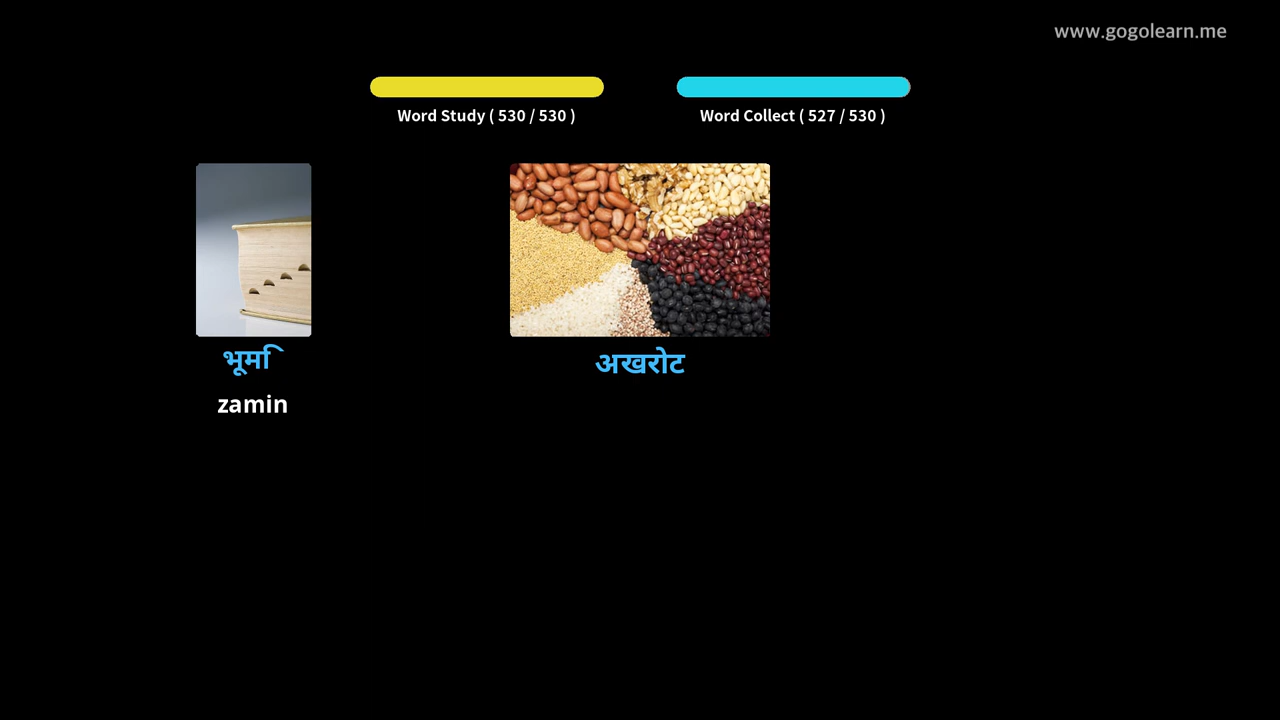 www.gogolearn.me
Word Study ( 530 / 530 )
Word Collect ( 527 / 530 )
भूमि
अखरोट
zamin